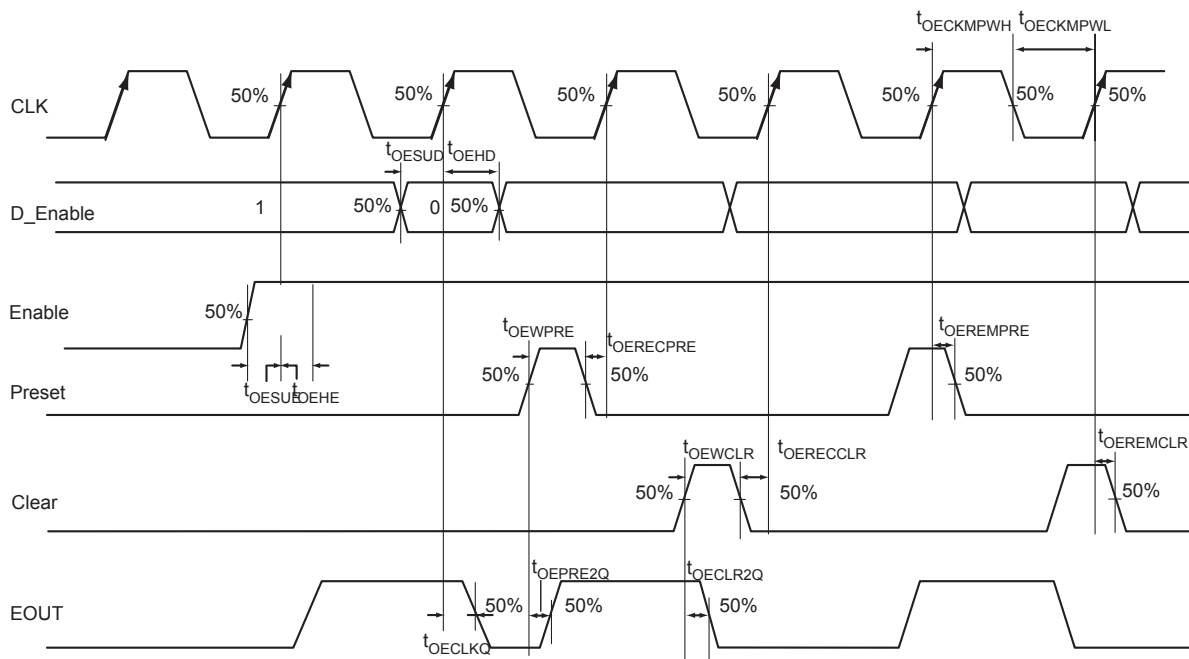 tOECKMPWH tOECKMPWL
CLK
50% 50% 50% 50% 50% 50% 50% 50%
tOESUD tOEHD
D_Enable
1 50% 0 50%
Enable
50%
tOESUE tOEHE
tOEWPRE tOERECPRE tOEREMPRE
Preset
50% 50% 50%
tOEWCLR tOERECCLR tOEREMCLR
Clear
50% 50% 50%
tOEPRE2Q tOECLR2Q
EOUT
50% 50% 50%
tOECLKQ